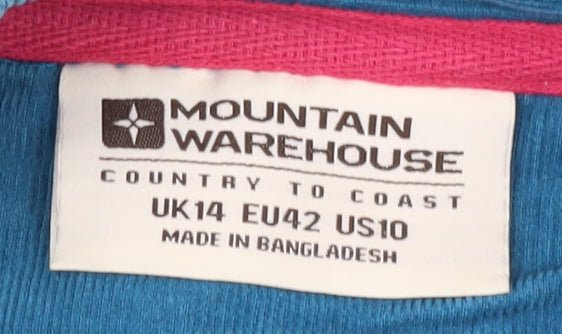 MOUNTAIN
WAREHOUSE
COUNTRY TO COAST
UK14 EU42 US10
MADE IN BANGLADESH